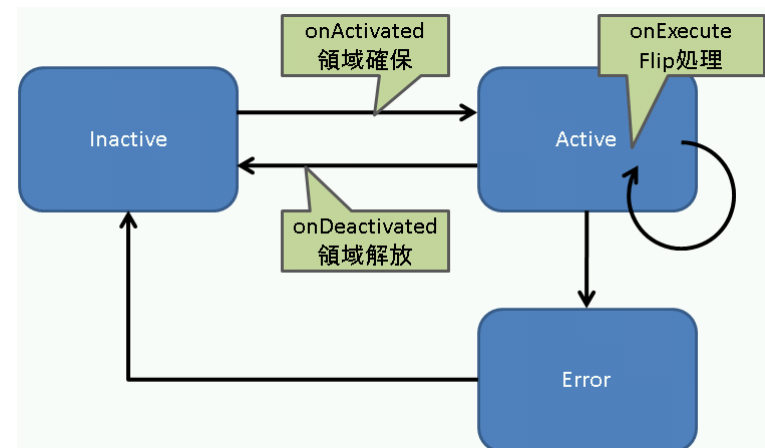 onActivated
領域確保
onExecute
Flip処理
Inactive
Active
onDeactivated
領域解放
Error